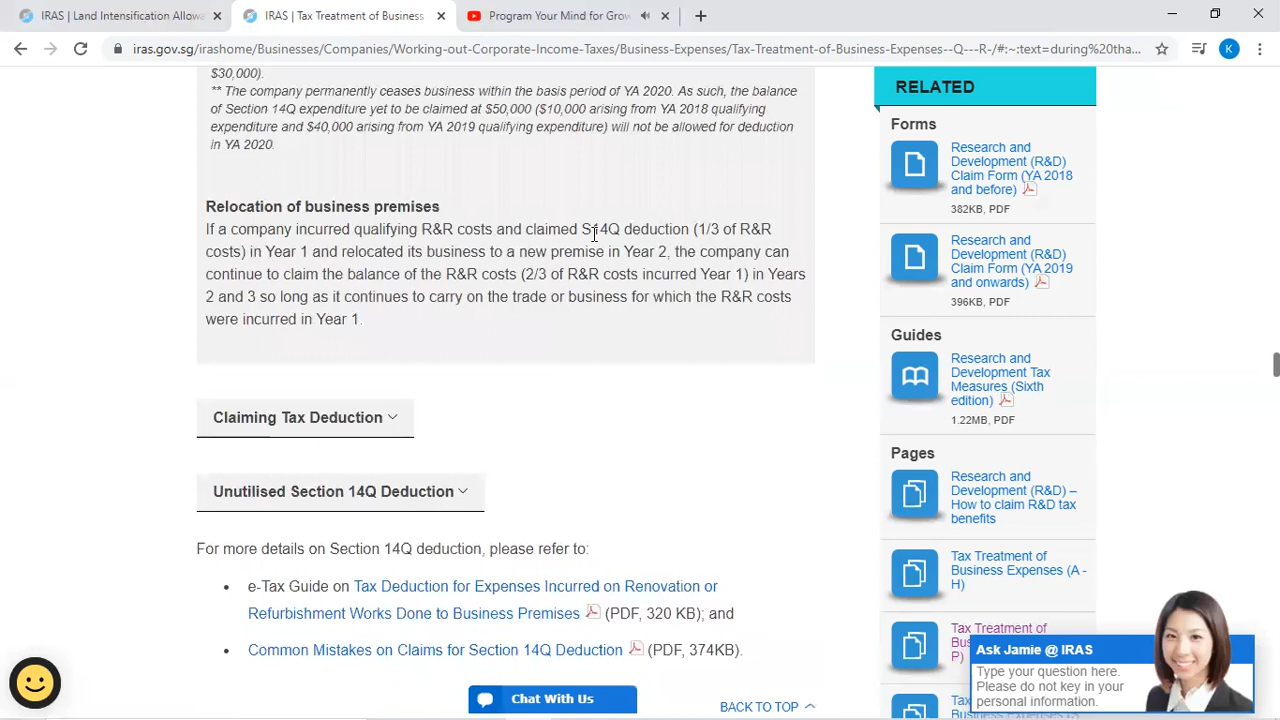 IRAS | Land Intensification Allowa
IRAS | Tax Treatment of Business
Program Your Mind for Grow
iras.gov.sg/irashome/Businesses/Companies/Working-out-Corporate-Income-Taxes/Business-Expenses/Tax-Treatment-of-Business-Expenses--Q---R-/#:~:text=during%20tha...
K
$30,000).
** The company permanently ceases business within the basis period of YA 2020. As such, the balance
of Section 14Q expenditure yet to be claimed at $50,000 ($10,000 arising from YA 2018 qualifying
expenditure and $40,000 arising from YA 2019 qualifying expenditure) will not be allowed for deduction
in YA 2020.
Relocation of business premises
If a company incurred qualifying R&R costs and claimed S14Q deduction (1/3 of R&R
costs) in Year 1 and relocated its business to a new premise in Year 2, the company can
continue to claim the balance of the R&R costs (2/3 of R&R costs incurred Year 1) in Years
2 and 3 so long as it continues to carry on the trade or business for which the R&R costs
were incurred in Year 1.
Claiming Tax Deduction
Unutilised Section 14Q Deduction
For more details on Section 14Q deduction, please refer to:
• e-Tax Guide on Tax Deduction for Expenses Incurred on Renovation or
Refurbishment Works Done to Business Premises (PDF, 320 KB); and
• Common Mistakes on Claims for Section 14Q Deduction (PDF, 374KB).
Chat With Us
BACK TO TOP
RELATED
Forms
Research and
Development (R&D)
Claim Form (YA 2018
and before)
382KB, PDF
Research and
Development (R&D)
Claim Form (YA 2019
and onwards)
396KB, PDF
Guides
Research and
Development Tax
Measures (Sixth
edition)
1.22MB, PDF
Pages
Research and
Development (R&D) –
How to claim R&D tax
benefits
Tax Treatment of
Business Expenses (A -
H)
Tax Treatment of
P)
Ask Jamie @ IRAS
Type your question here.
Please do not key in your
personal information.